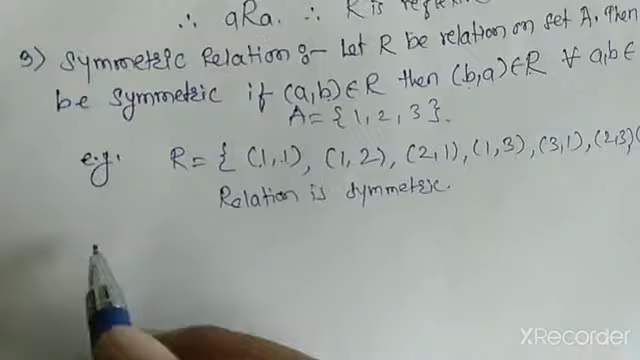 ∴ aRa. ∴ R is reflexive
3) Symmetric Relation :- Let R be relation on set A. Then
be symmetric if (a,b)∈R then (b,a)∈R ∀ a,b∈
A = {1, 2, 3}.
e.g. R = { (1,1), (1,2), (2,1), (1,3), (3,1), (2,3)(
Relation is symmetric.
XRecorder